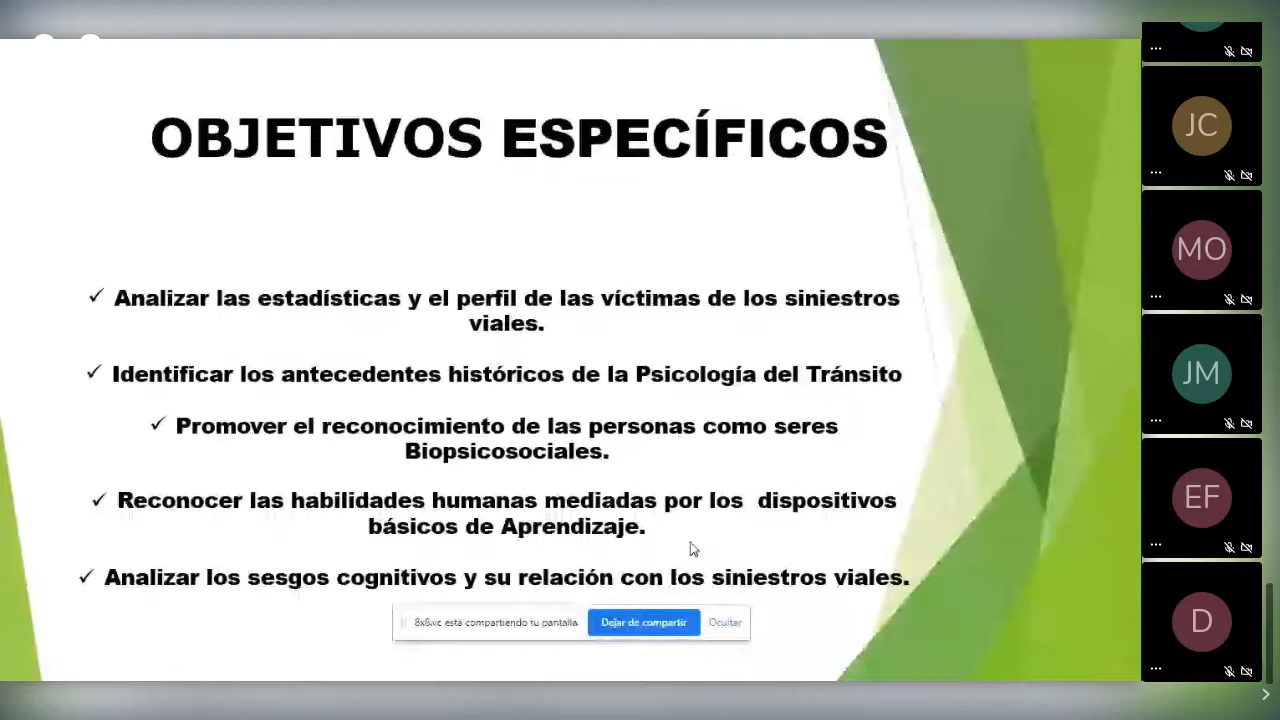 OBJETIVOS ESPECÍFICOS
✓ Analizar las estadísticas y el perfil de las víctimas de los siniestros
viales.
✓ Identificar los antecedentes históricos de la Psicología del Tránsito
✓ Promover el reconocimiento de las personas como seres
Biopsicosociales.
✓ Reconocer las habilidades humanas mediadas por los dispositivos
básicos de Aprendizaje.
✓ Analizar los sesgos cognitivos y su relación con los siniestros viales.
8x8.vc está compartiendo tu pantalla.
Dejar de compartir
Ocultar
JC
MO
JM
EF
D